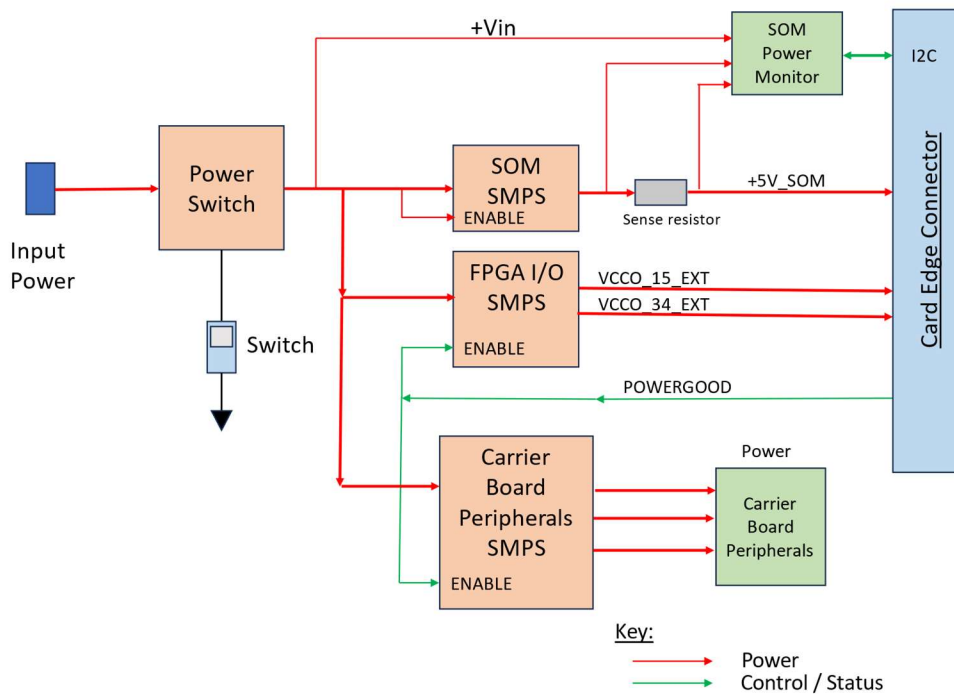 +Vin
SOM
Power
Monitor
I2C
Card Edge Connector
Input
Power
Power
Switch
Switch
SOM
SMPS
ENABLE
Sense resistor
+5V_SOM
FPGA I/O
SMPS
ENABLE
VCCO_15_EXT
VCCO_34_EXT
POWERGOOD
Carrier
Board
Peripherals
SMPS
ENABLE
Power
Carrier
Board
Peripherals
Key:
Power
Control / Status